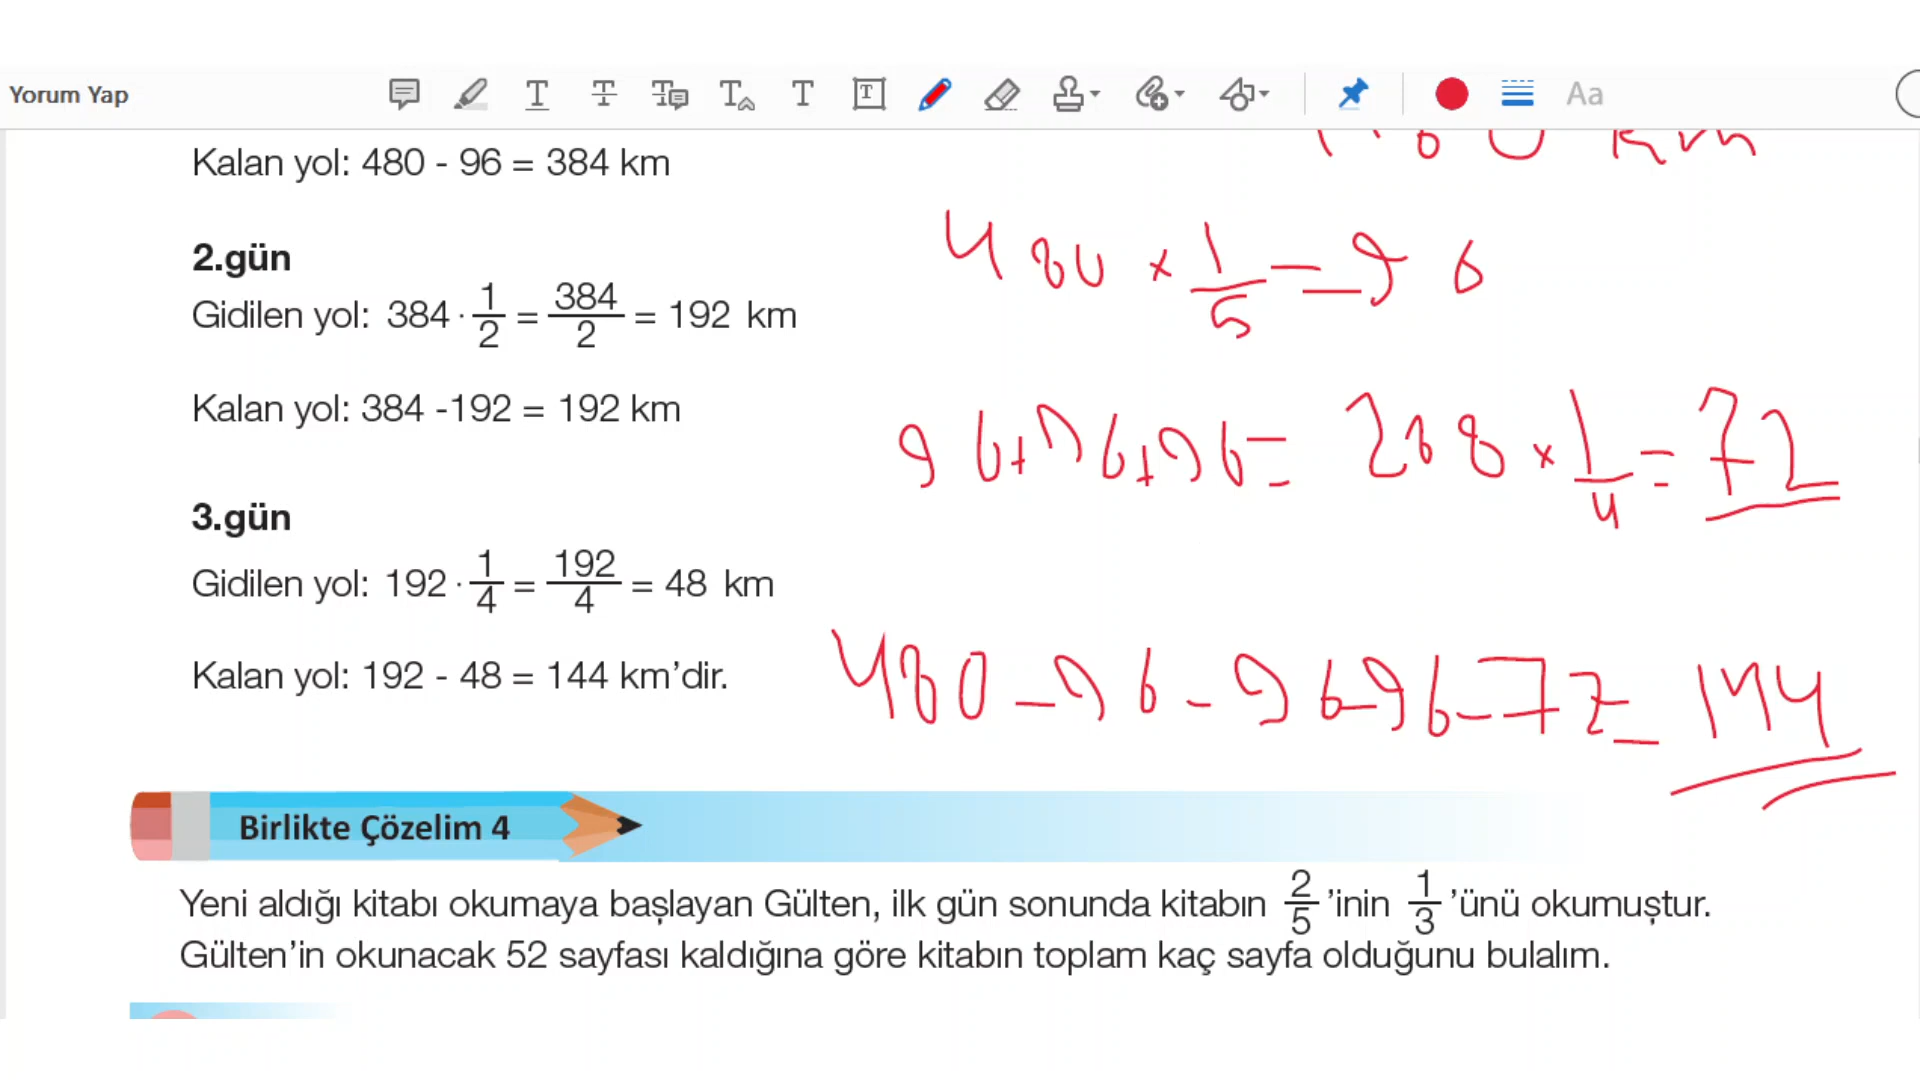 Yorum Yap
Aa
Kalan yol: 480 - 96 = 384 km
2.gün
Gidilen yol: 384 · 1/2 = 384/2 = 192 km
Kalan yol: 384 -192 = 192 km
3.gün
Gidilen yol: 192 · 1/4 = 192/4 = 48 km
Kalan yol: 192 - 48 = 144 km’dir.
km
480 × 1/5 = 96
96+96+96= 288 × 1/4 = 72
480 - 96 - 96-96-72= 144
Birlikte Çözelim 4
Yeni aldığı kitabı okumaya başlayan Gülten, ilk gün sonunda kitabın 2/5 ’inin 1/3 ’ünü okumuştur.
Gülten’in okunacak 52 sayfası kaldığına göre kitabın toplam kaç sayfa olduğunu bulalım.